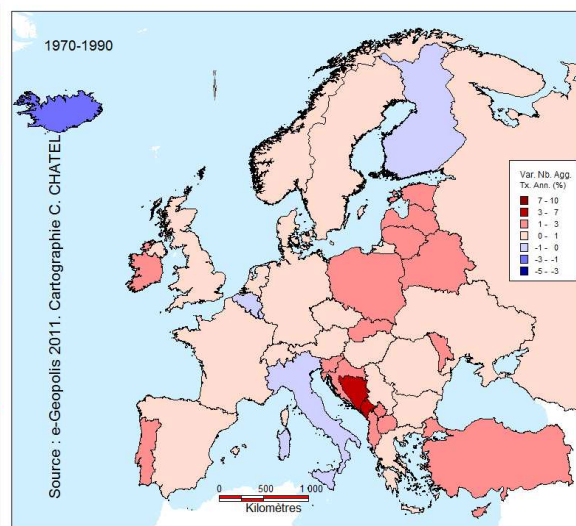 1970-1990
Source : e-Geopolis 2011. Cartographie C. CHATEL
Var. Nb. Agg.
Tx. Ann. (%)
7 - 10
3 - 7
1 - 3
0 - 1
-1 - 0
-3 - -1
-5 - -3
0 500 1 000
Kilomètres